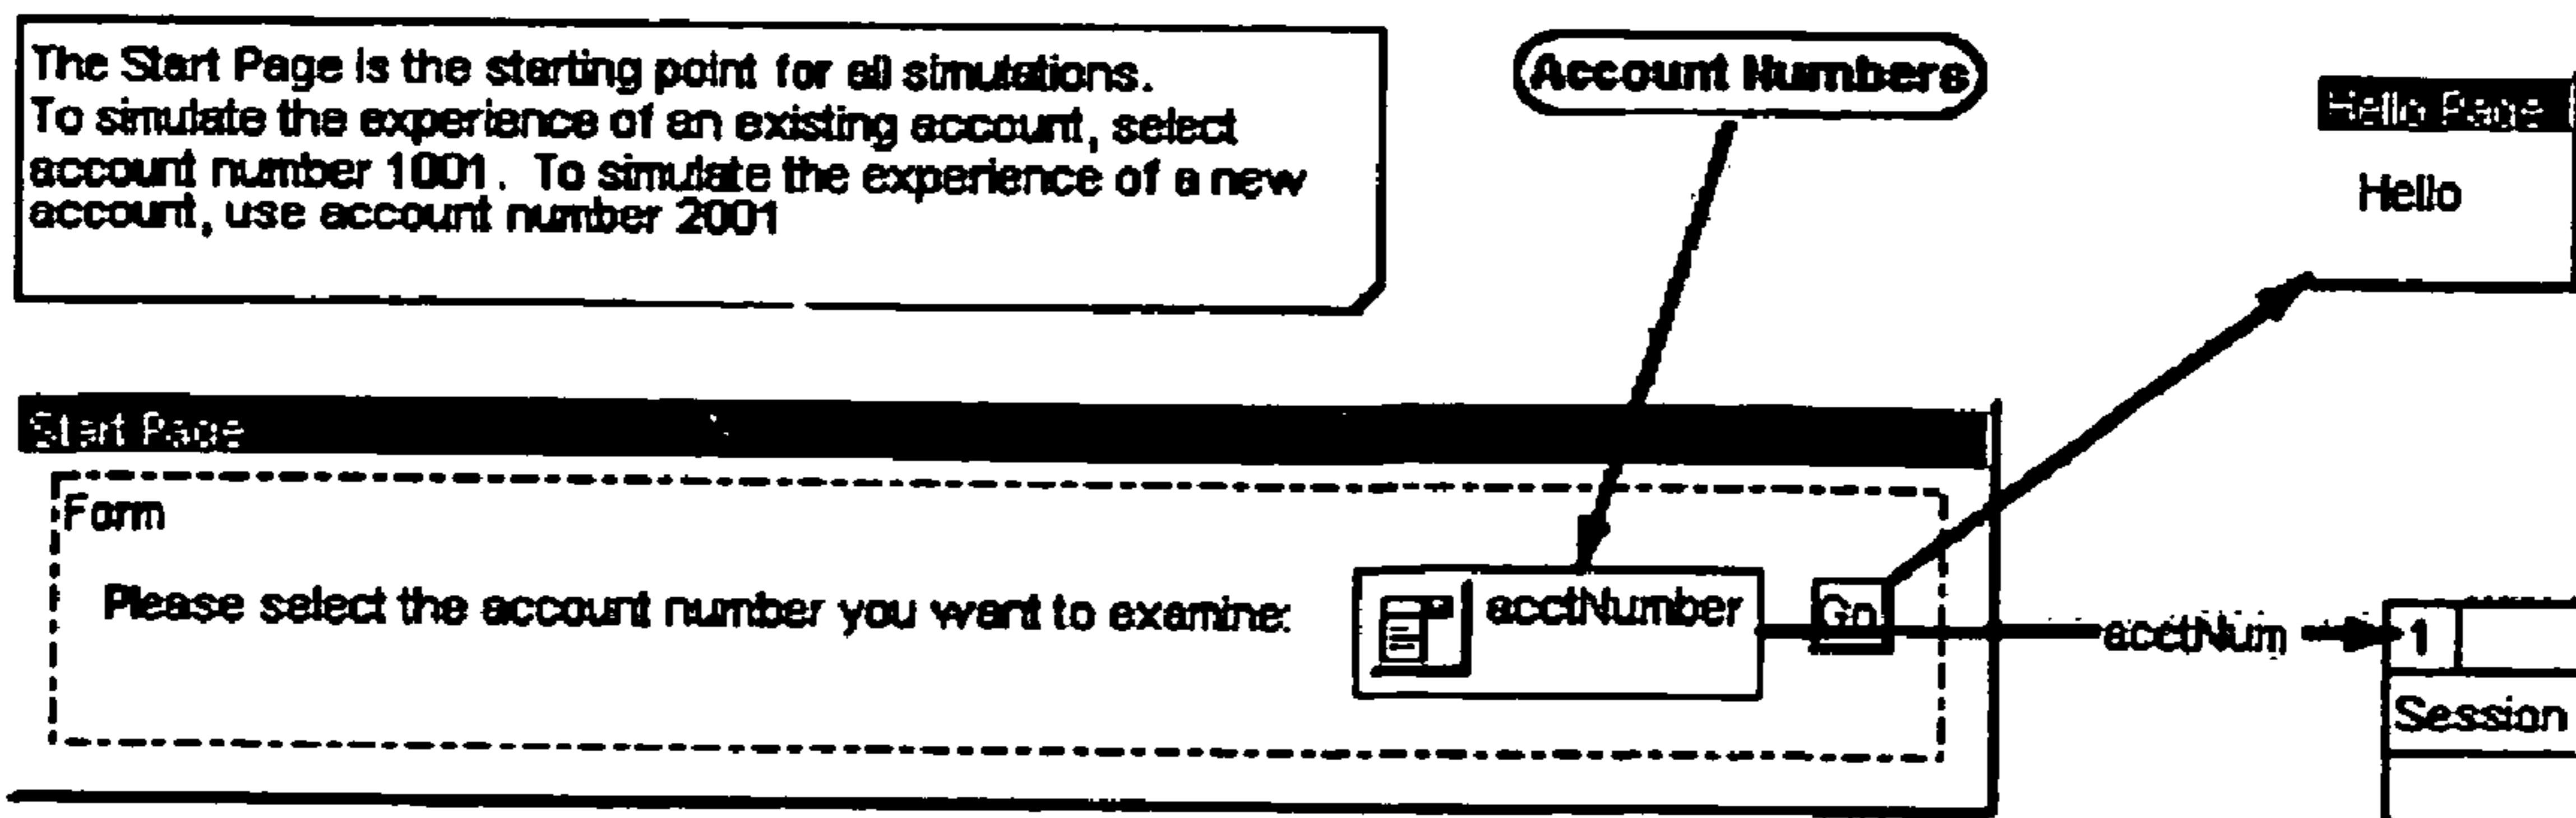 The Start Page is the starting point for all simulations.
To simulate the experience of an existing account, select
account number 1001. To simulate the experience of a new
account, use account number 2001
Account Numbers
Hello Page
Hello
Start Page
Form
Please select the account number you want to examine:
acctNumber
Go
acctNum
1
Session